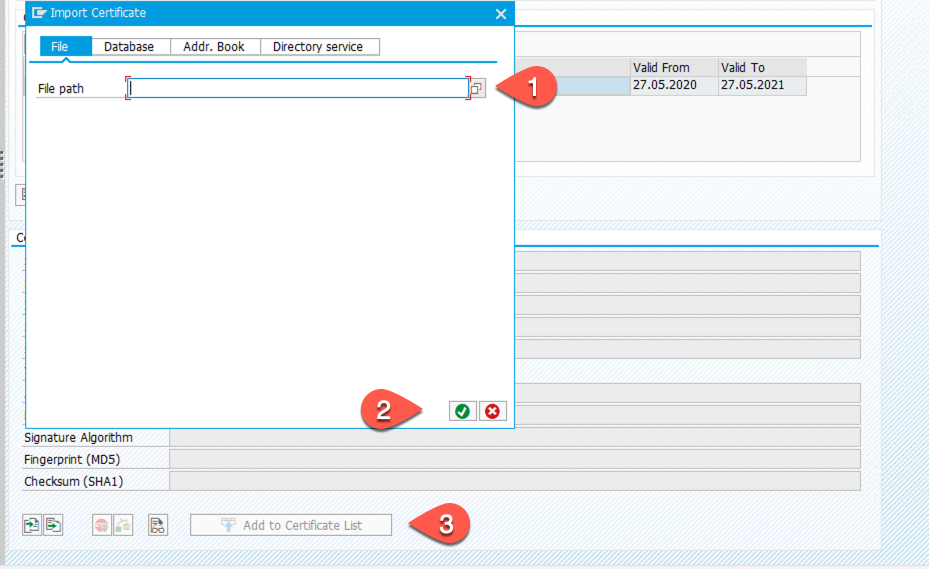 Import Certificate
File Database Addr. Book Directory service
File path
1
Valid From Valid To
27.05.2020 27.05.2021
2
Signature Algorithm
Fingerprint (MD5)
Checksum (SHA1)
Add to Certificate List
3